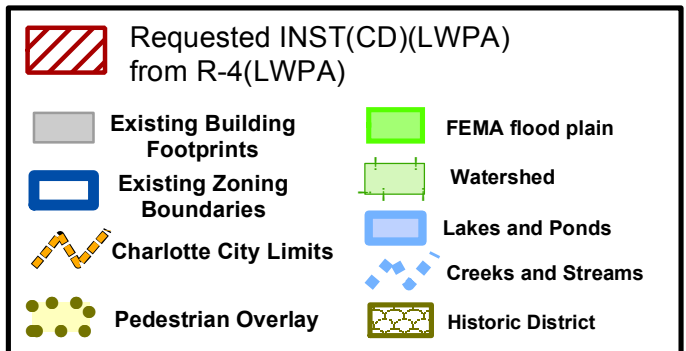 Requested INST(CD)(LWPA)
from R-4(LWPA)
Existing Building
Footprints
Existing Zoning
Boundaries
Charlotte City Limits
Pedestrian Overlay
FEMA flood plain
Watershed
Lakes and Ponds
Creeks and Streams
Historic District